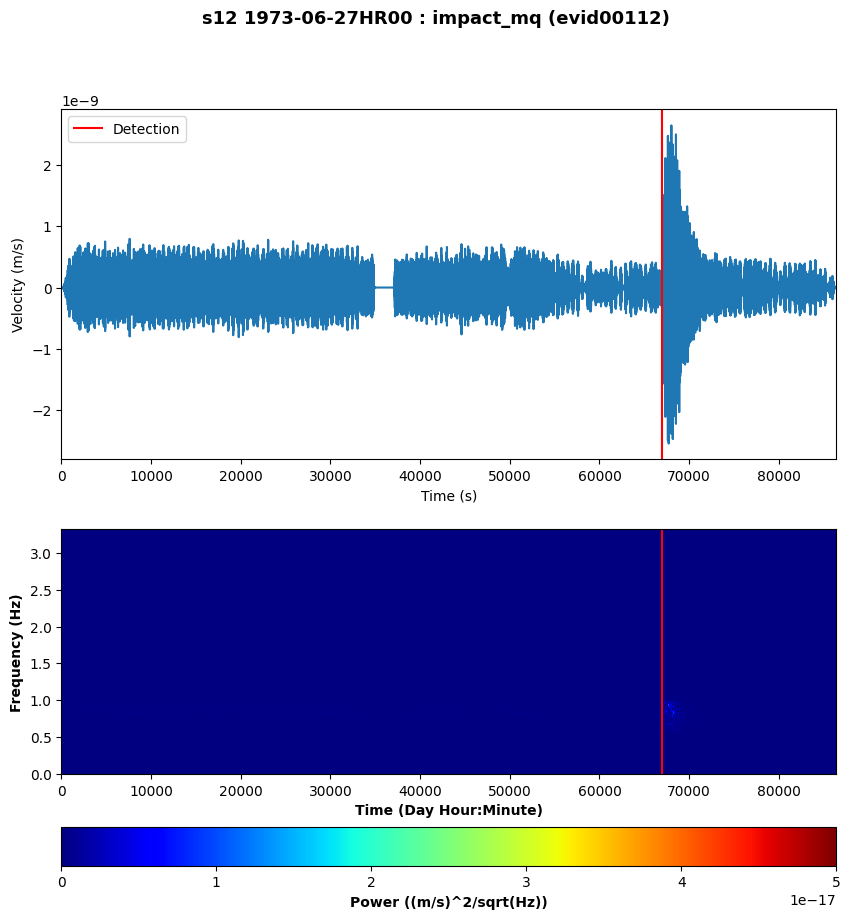 s12 1973-06-27HR00 : impact_mq (evid00112)
1e−9
Detection
2
1
0
−1
−2
Velocity (m/s)
0 10000 20000 30000 40000 50000 60000 70000 80000
Time (s)
3.0
2.5
2.0
1.5
1.0
0.5
0.0
Frequency (Hz)
0 10000 20000 30000 40000 50000 60000 70000 80000
Time (Day Hour:Minute)
0 1 2 3 4 5
1e−17
Power ((m/s)^2/sqrt(Hz))